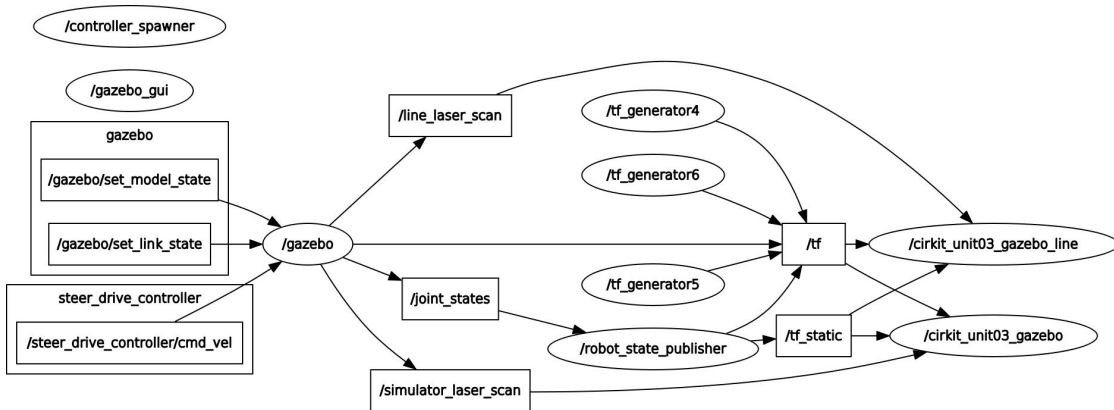 /controller_spawner
/gazebo_gui
gazebo
/gazebo/set_model_state
/gazebo/set_link_state
steer_drive_controller
/steer_drive_controller/cmd_vel
/gazebo
/line_laser_scan
/joint_states
/simulator_laser_scan
/tf_generator4
/tf_generator6
/tf_generator5
/robot_state_publisher
/tf
/tf_static
/cirkit_unit03_gazebo_line
/cirkit_unit03_gazebo